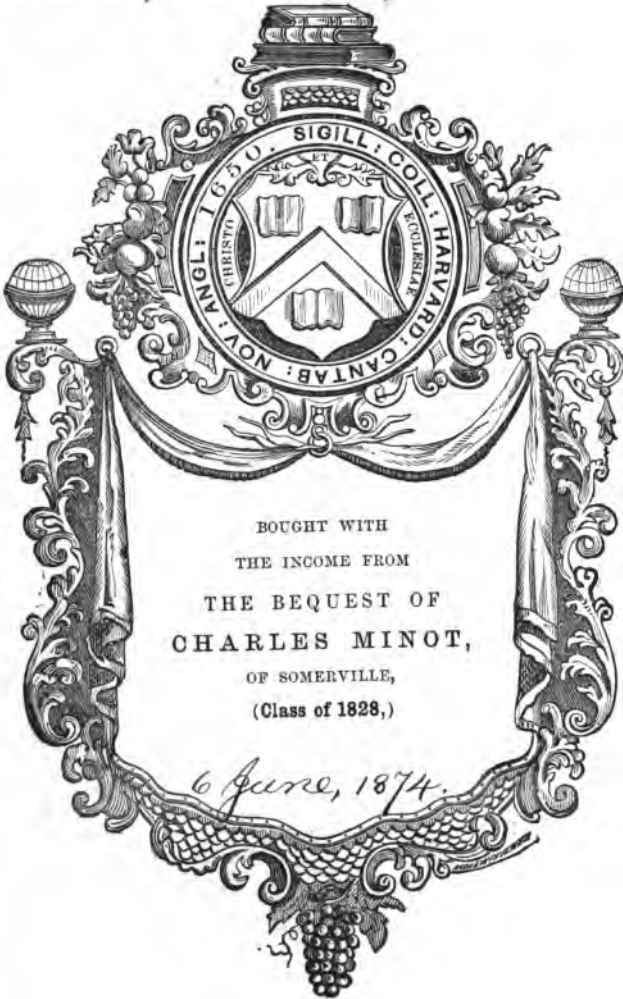 SIGILL: COLL: HARVARD: CANTAB: NOV: ANGL: 1650.
ET
CHRISTO
ECCLESIAE
BOUGHT WITH
THE INCOME FROM
THE BEQUEST OF
CHARLES MINOT,
OF SOMERVILLE,
(Class of 1828,)
6 June, 1874.